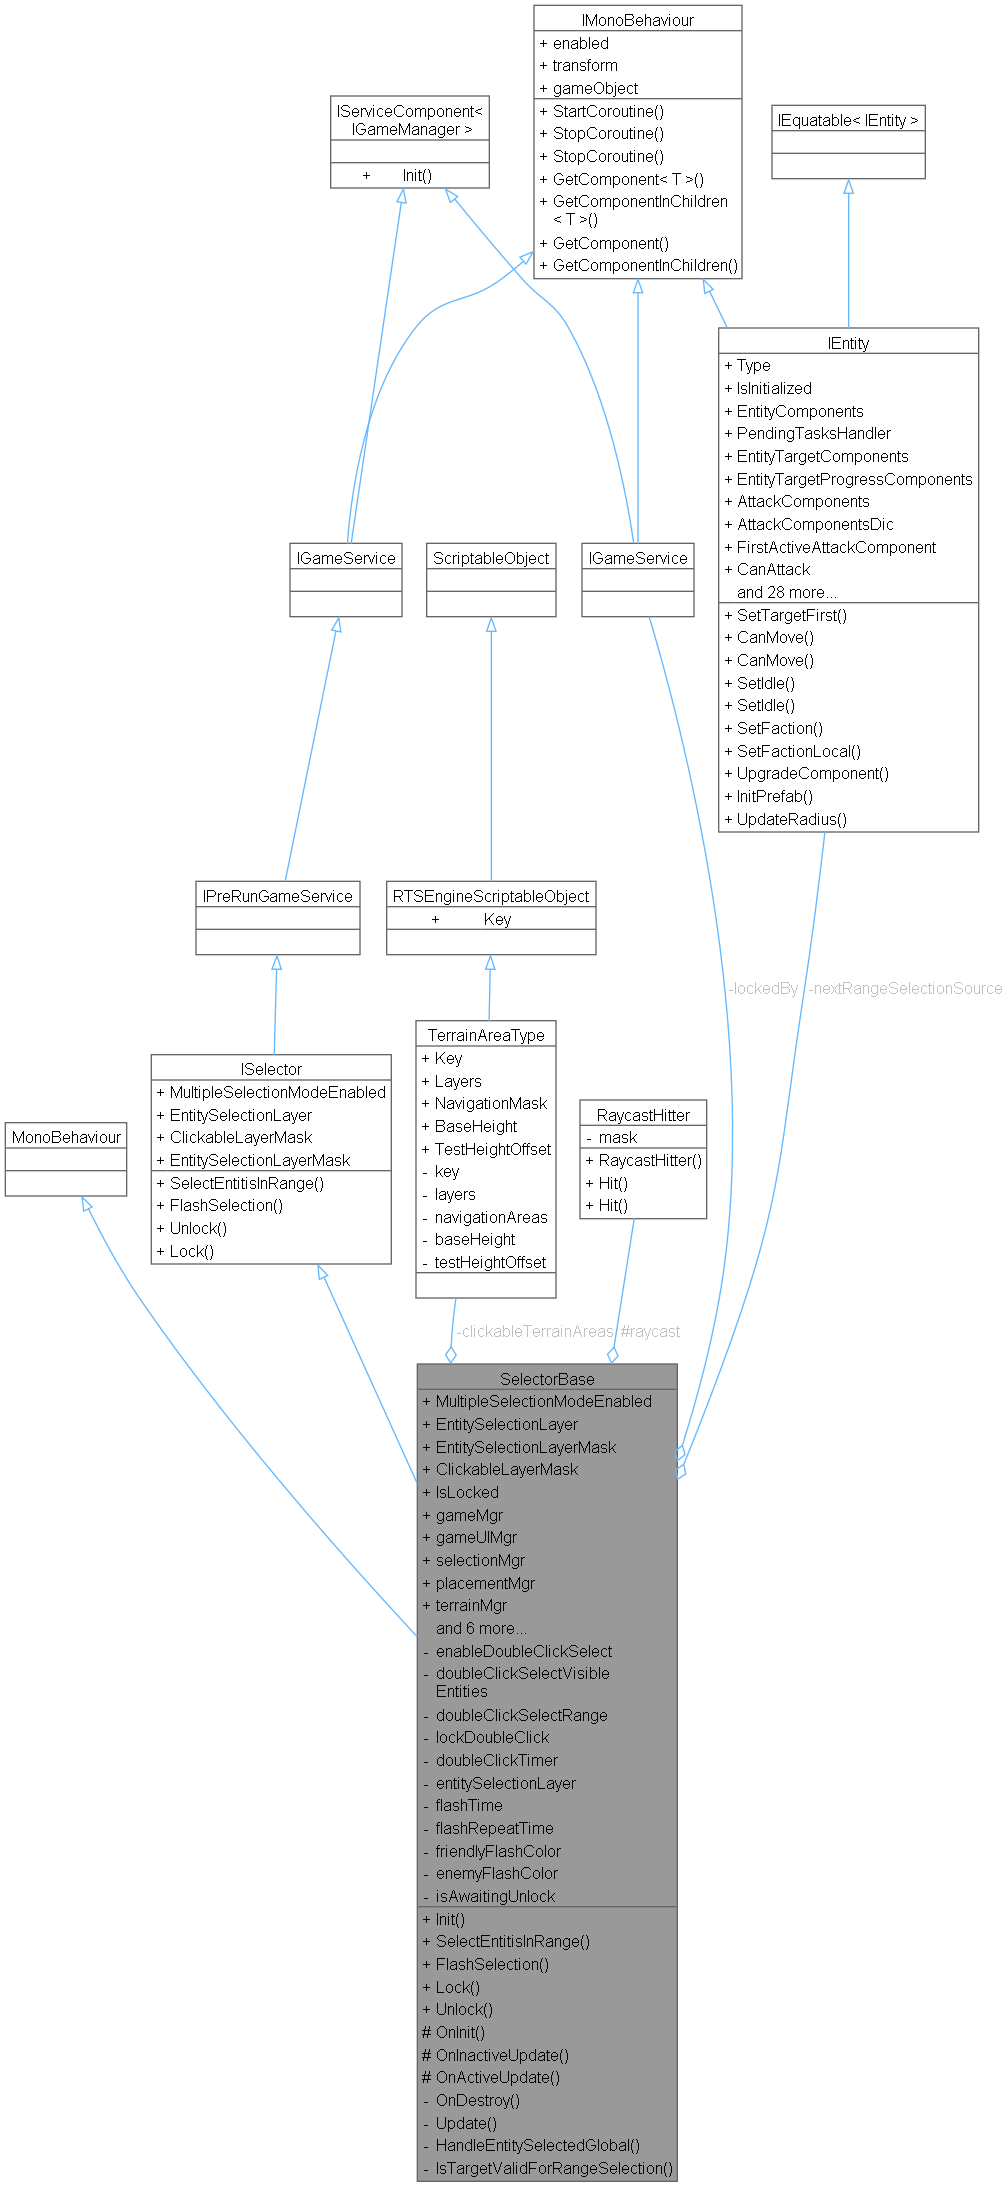 IMonoBehaviour
+ enabled
+ transform
+ gameObject
+ StartCoroutine()
+ StopCoroutine()
+ StopCoroutine()
+ GetComponent< T >()
+ GetComponentInChildren
< T >()
+ GetComponent()
+ GetComponentInChildren()
IServiceComponent<
IGameManager >
+ Init()
IEquatable< IEntity >
IEntity
+ Type
+ IsInitialized
+ EntityComponents
+ PendingTasksHandler
+ EntityTargetComponents
+ EntityTargetProgressComponents
+ AttackComponents
+ AttackComponentsDic
+ FirstActiveAttackComponent
+ CanAttack
and 28 more...
+ SetTargetFirst()
+ CanMove()
+ CanMove()
+ SetIdle()
+ SetIdle()
+ SetFaction()
+ SetFactionLocal()
+ UpgradeComponent()
+ InitPrefab()
+ UpdateRadius()
IGameService
ScriptableObject
IGameService
IPreRunGameService
RTSEngineScriptableObject
+ Key
-lockedBy
-nextRangeSelectionSource
ISelector
+ MultipleSelectionModeEnabled
+ EntitySelectionLayer
+ ClickableLayerMask
+ EntitySelectionLayerMask
+ SelectEntitisInRange()
+ FlashSelection()
+ Unlock()
+ Lock()
TerrainAreaType
+ Key
+ Layers
+ NavigationMask
+ BaseHeight
+ TestHeightOffset
- key
- layers
- navigationAreas
- baseHeight
- testHeightOffset
RaycastHitter
- mask
+ RaycastHitter()
+ Hit()
+ Hit()
MonoBehaviour
-clickableTerrainAreas
#raycast
SelectorBase
+ MultipleSelectionModeEnabled
+ EntitySelectionLayer
+ EntitySelectionLayerMask
+ ClickableLayerMask
+ IsLocked
+ gameMgr
+ gameUIMgr
+ selectionMgr
+ placementMgr
+ terrainMgr
and 6 more...
- enableDoubleClickSelect
- doubleClickSelectVisible
Entities
- doubleClickSelectRange
- lockDoubleClick
- doubleClickTimer
- entitySelectionLayer
- flashTime
- flashRepeatTime
- friendlyFlashColor
- enemyFlashColor
- isAwaitingUnlock
+ Init()
+ SelectEntitisInRange()
+ FlashSelection()
+ Lock()
+ Unlock()
# OnInit()
# OnInactiveUpdate()
# OnActiveUpdate()
- OnDestroy()
- Update()
- HandleEntitySelectedGlobal()
- IsTargetValidForRangeSelection()